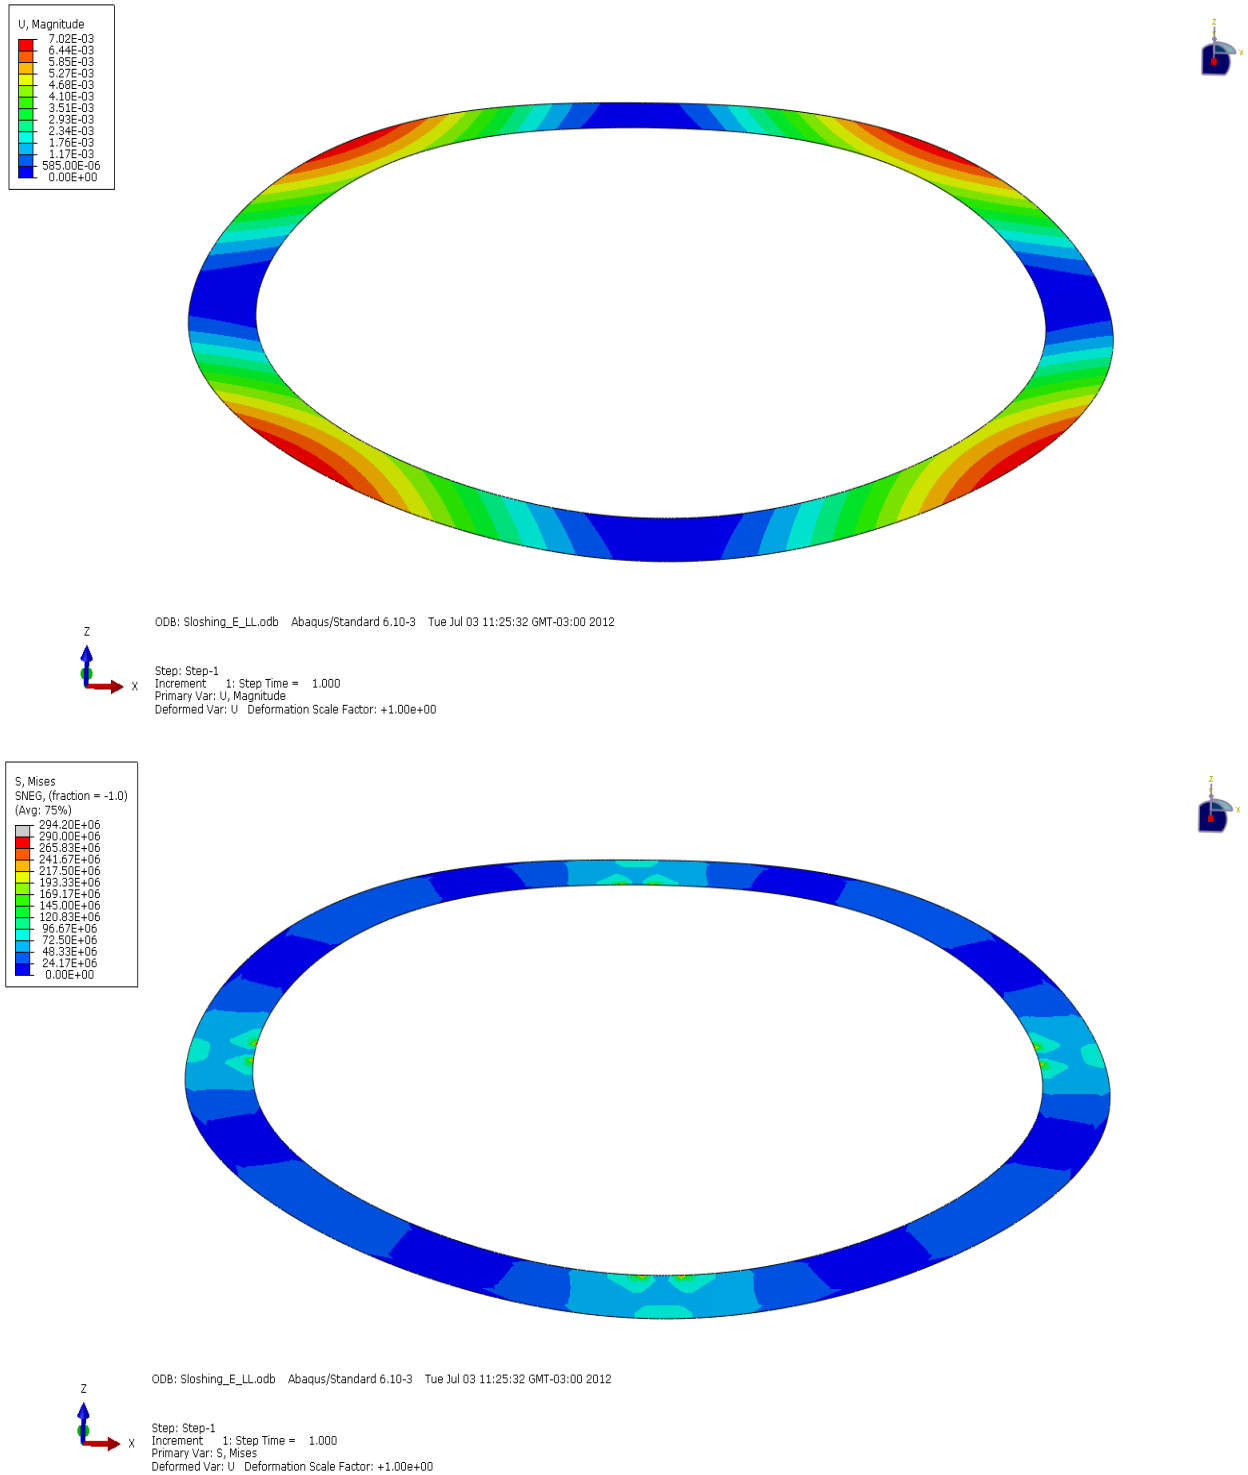 U, Magnitude
7.02E-03
6.44E-03
5.85E-03
5.27E-03
4.68E-03
4.10E-03
3.51E-03
2.93E-03
2.34E-03
1.76E-03
1.17E-03
585.00E-06
0.00E+00
Z
X
ODB: Sloshing_E_LL.odb Abaqus/Standard 6.10-3 Tue Jul 03 11:25:32 GMT-03:00 2012
Z
X
Step: Step-1
Increment 1: Step Time = 1.000
Primary Var: U, Magnitude
Deformed Var: U Deformation Scale Factor: +1.00e+00
S, Mises
SNEG, (fraction = -1.0)
(Avg: 75%)
294.20E+06
290.00E+06
265.83E+06
241.67E+06
217.50E+06
193.33E+06
169.17E+06
145.00E+06
120.83E+06
96.67E+06
72.50E+06
48.33E+06
24.17E+06
0.00E+00
Z
X
ODB: Sloshing_E_LL.odb Abaqus/Standard 6.10-3 Tue Jul 03 11:25:32 GMT-03:00 2012
Z
X
Step: Step-1
Increment 1: Step Time = 1.000
Primary Var: S, Mises
Deformed Var: U Deformation Scale Factor: +1.00e+00